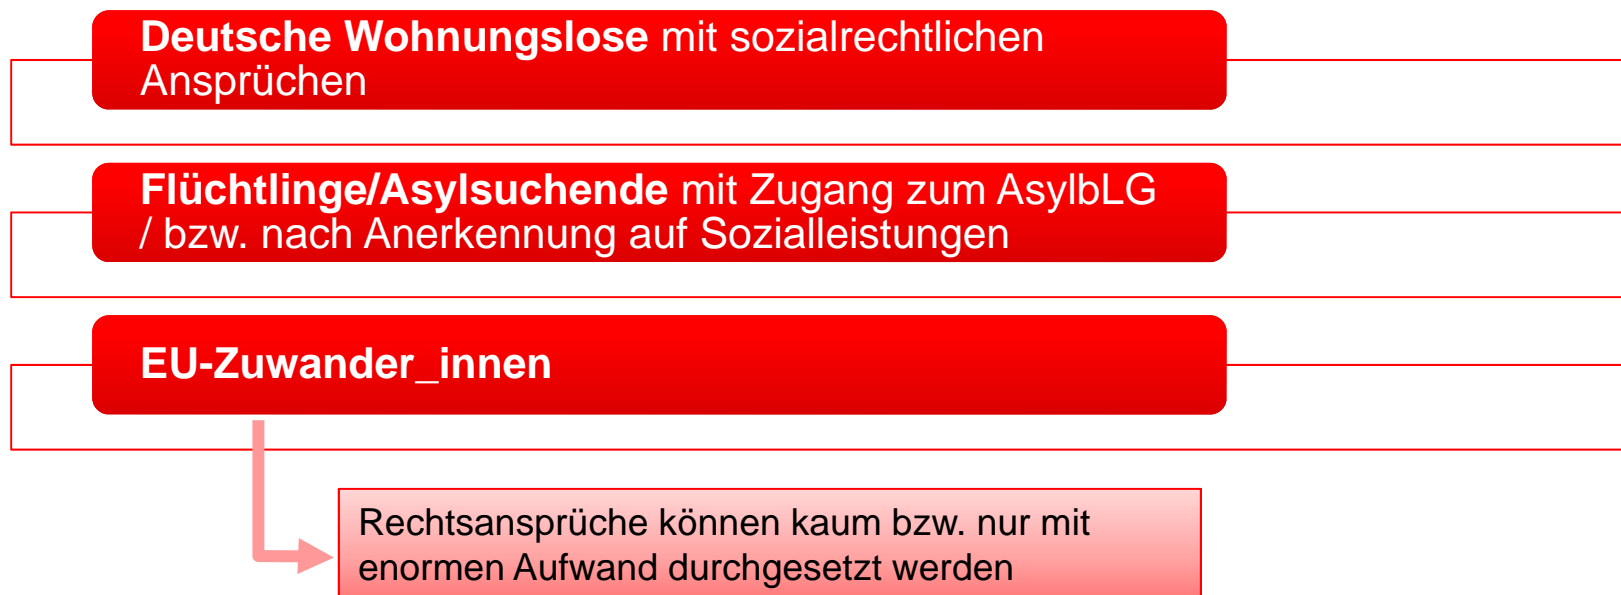 Deutsche Wohnungslose mit sozialrechtlichen
Ansprüchen
Flüchtlinge/Asylsuchende mit Zugang zum AsylbLG
/ bzw. nach Anerkennung auf Sozialleistungen
EU-Zuwander_innen
Rechtsansprüche können kaum bzw. nur mit
enormen Aufwand durchgesetzt werden